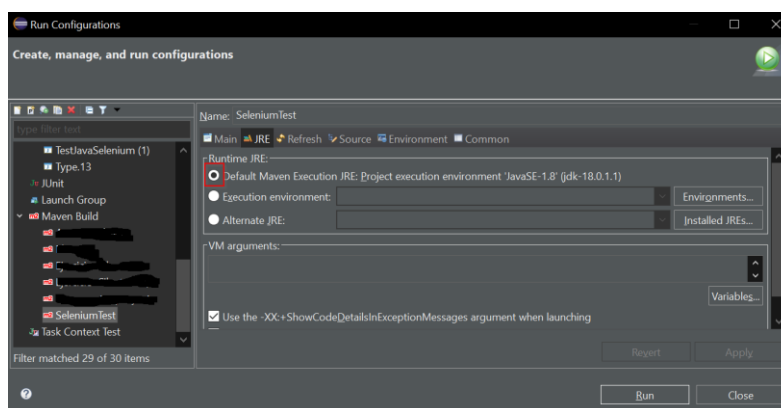 Run Configurations
Create, manage, and run configurations
type filter text
TestJavaSelenium (1)
Type.13
JUnit
Launch Group
Maven Build
SeleniumTest
Task Context Test
Filter matched 29 of 30 items
Name: SeleniumTest
Main JRE Refresh Source Environment Common
Runtime JRE:
Default Maven Execution JRE: Project execution environment 'JavaSE-1.8' (jdk-18.0.1.1)
Execution environment: Environments...
Alternate JRE: Installed JREs...
VM arguments:
Variables...
Use the -XX:+ShowCodeDetailsInExceptionMessages argument when launching
Revert Apply
Run Close